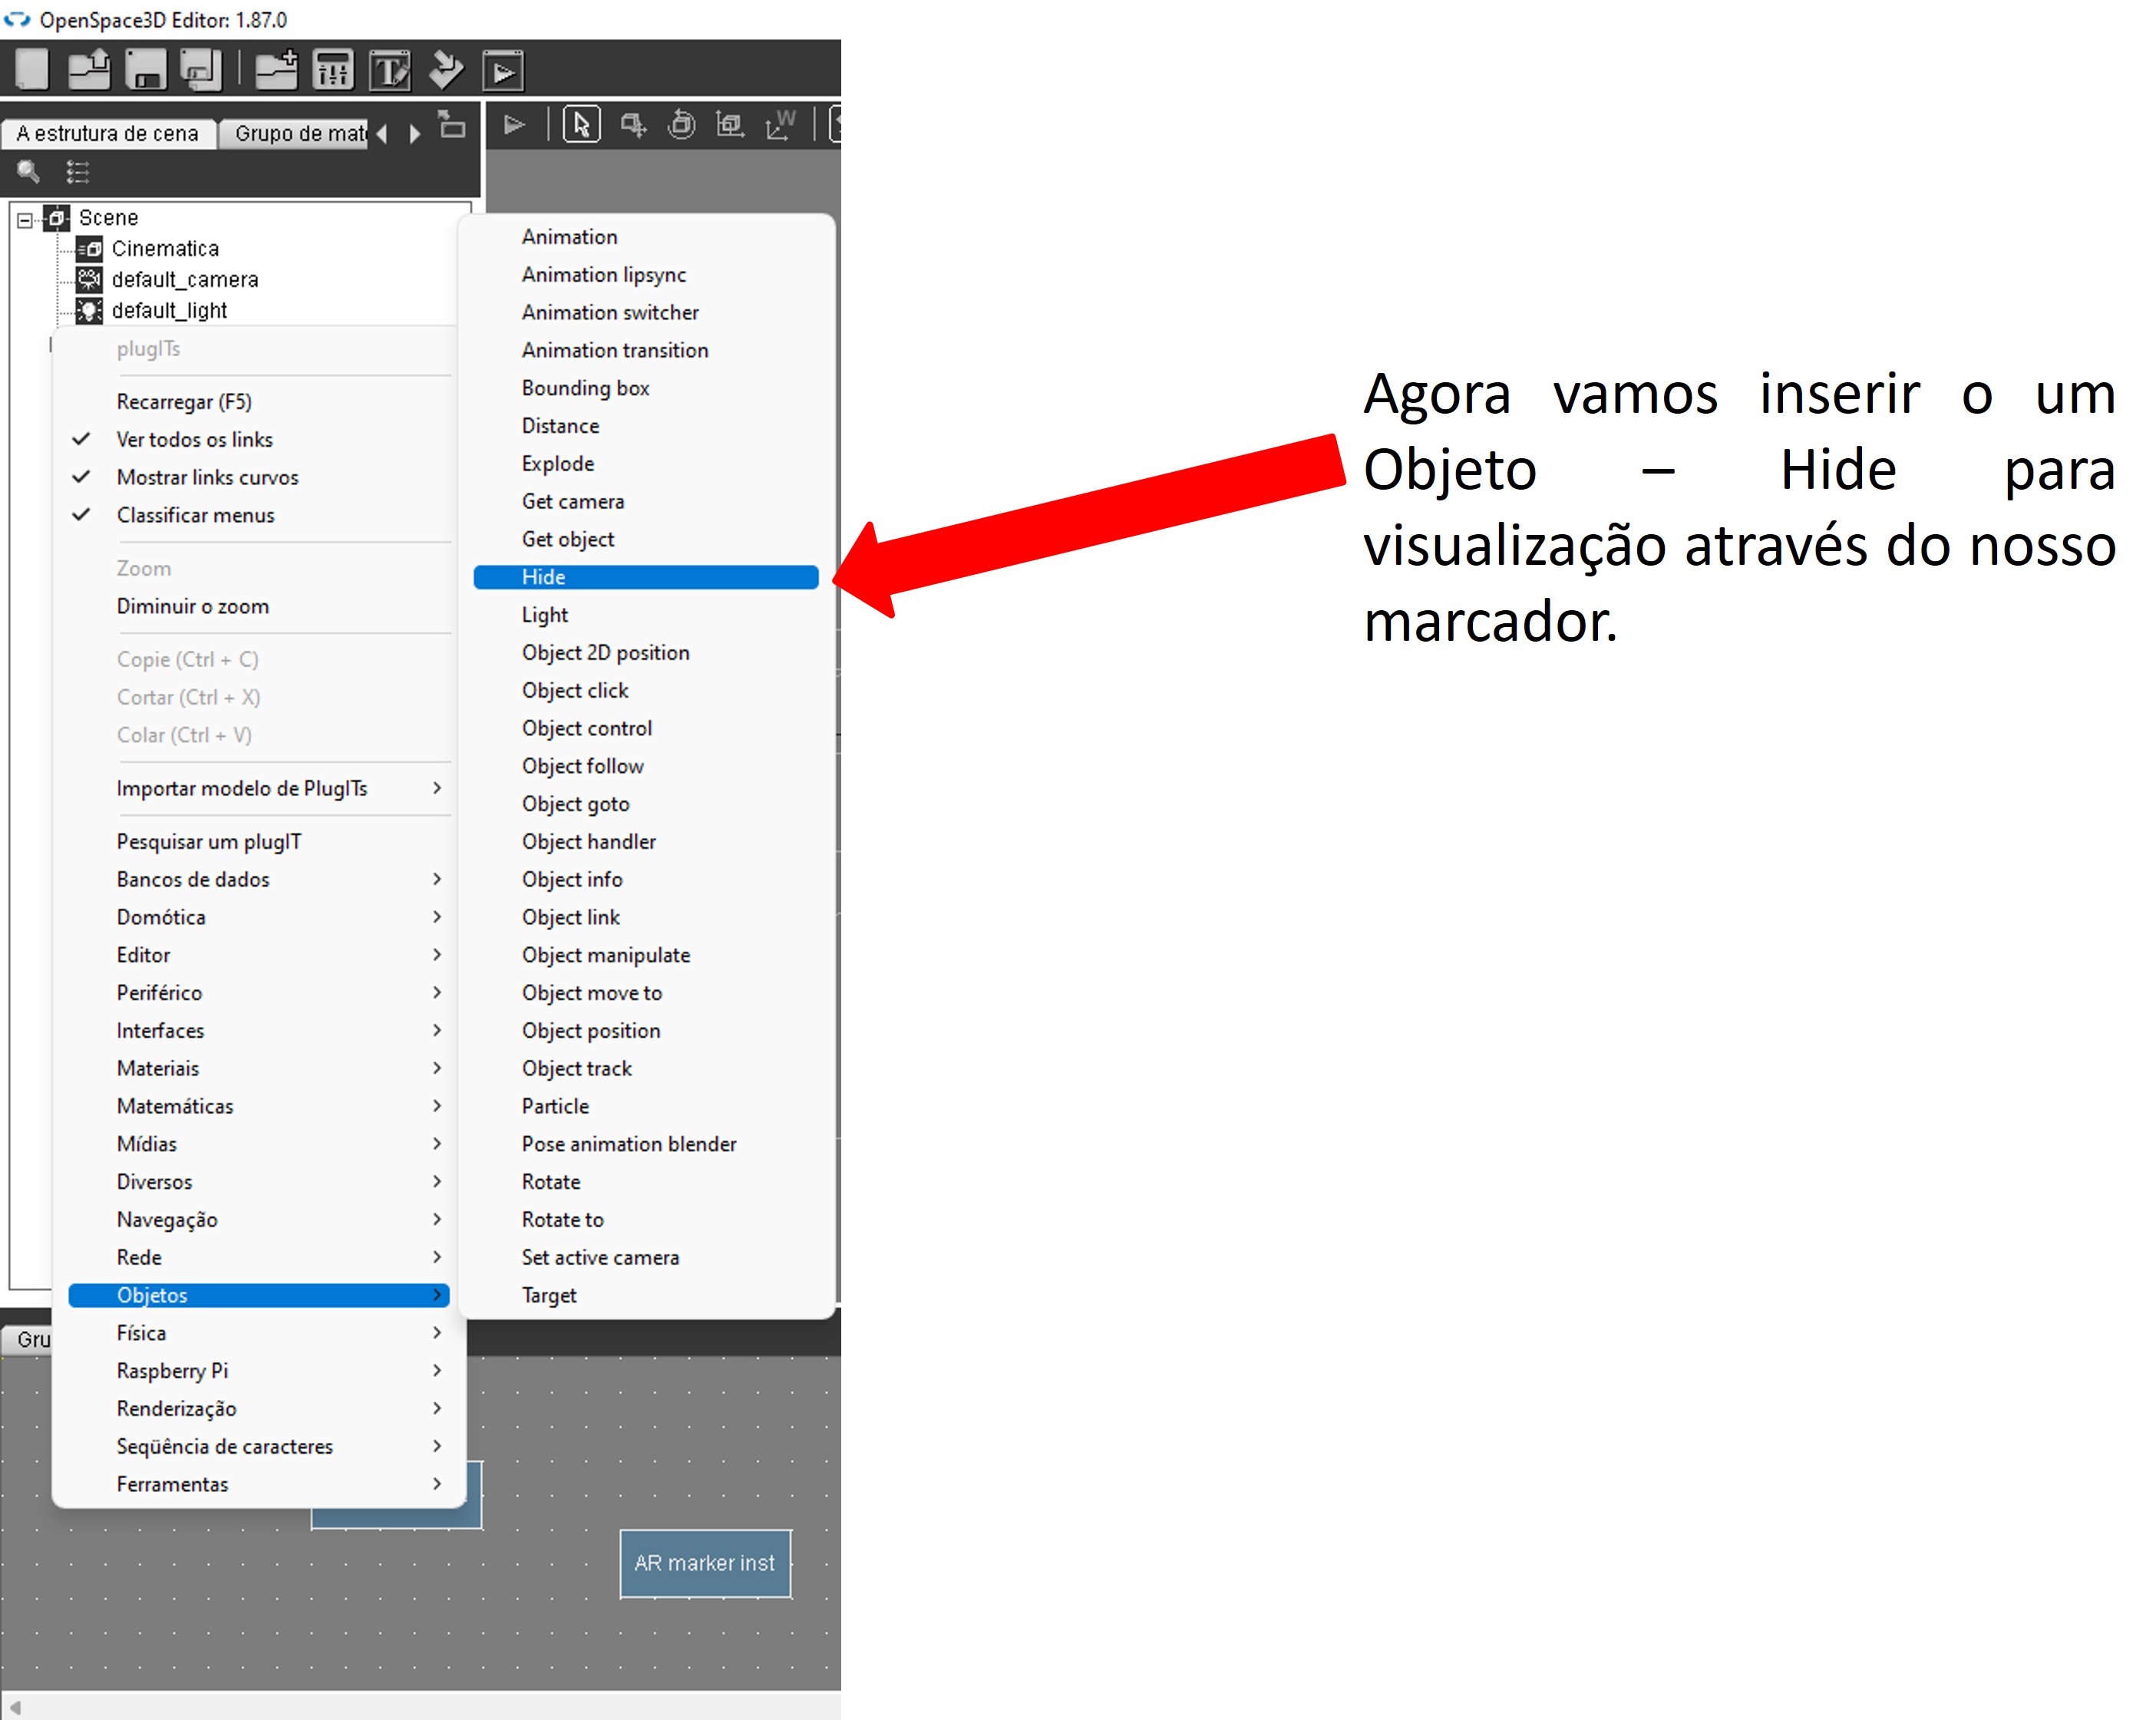 OpenSpace3D Editor: 1.87.0
A estrutura de cena
Grupo de mat
Scene
Cinematica
default_camera
default_light
plugITs
Recarregar (F5)
Ver todos os links
Mostrar links curvos
Classificar menus
Zoom
Diminuir o zoom
Copie (Ctrl + C)
Cortar (Ctrl + X)
Colar (Ctrl + V)
Importar modelo de PlugITs
Pesquisar um plugIT
Bancos de dados
Domótica
Editor
Periférico
Interfaces
Materiais
Matemáticas
Mídias
Diversos
Navegação
Rede
Objetos
Física
Raspberry Pi
Renderização
Seqüência de caracteres
Ferramentas
Animation
Animation lipsync
Animation switcher
Animation transition
Bounding box
Distance
Explode
Get camera
Get object
Hide
Light
Object 2D position
Object click
Object control
Object follow
Object goto
Object handler
Object info
Object link
Object manipulate
Object move to
Object position
Object track
Particle
Pose animation blender
Rotate
Rotate to
Set active camera
Target
Gru
AR marker inst
Agora vamos inserir o um
Objeto – Hide para
visualização através do nosso
marcador.